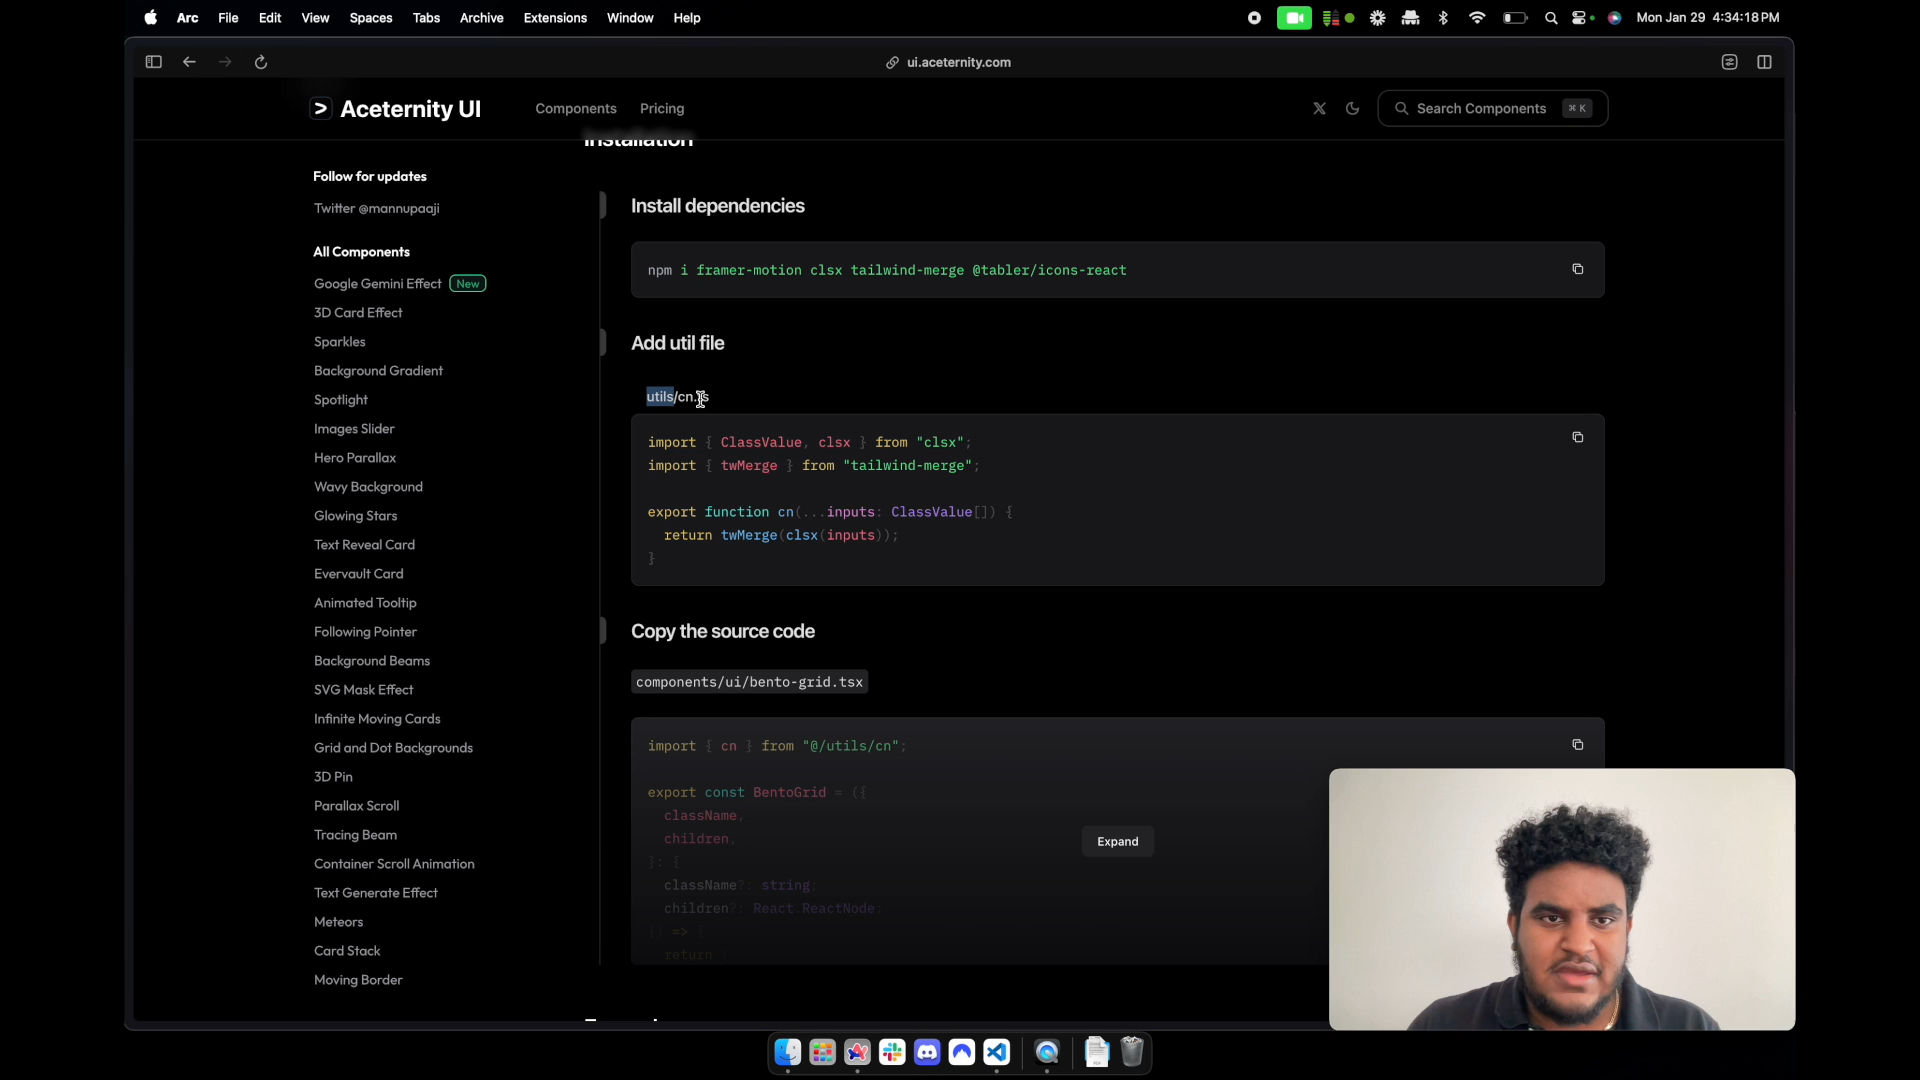 Arc File Edit View Spaces Tabs Archive Extensions Window Help
Mon Jan 29 4:34:18 PM
ui.aceternity.com
Aceternity UI
Components Pricing
Search Components ⌘ K
Installation
Follow for updates
Twitter @mannupaaji
All Components
Google Gemini Effect New
3D Card Effect
Sparkles
Background Gradient
Spotlight
Images Slider
Hero Parallax
Wavy Background
Glowing Stars
Text Reveal Card
Evervault Card
Animated Tooltip
Following Pointer
Background Beams
SVG Mask Effect
Infinite Moving Cards
Grid and Dot Backgrounds
3D Pin
Parallax Scroll
Tracing Beam
Container Scroll Animation
Text Generate Effect
Meteors
Card Stack
Moving Border
Install dependencies
npm i framer-motion clsx tailwind-merge @tabler/icons-react
Add util file
utils/cn.ts
import { ClassValue, clsx } from "clsx";
import { twMerge } from "tailwind-merge";
export function cn(...inputs: ClassValue[]) {
return twMerge(clsx(inputs));
}
Copy the source code
components/ui/bento-grid.tsx
import { cn } from "@/utils/cn";
export const BentoGrid = ({
className,
children,
}: {
className?: string;
children?: React.ReactNode;
}) => {
return
Expand